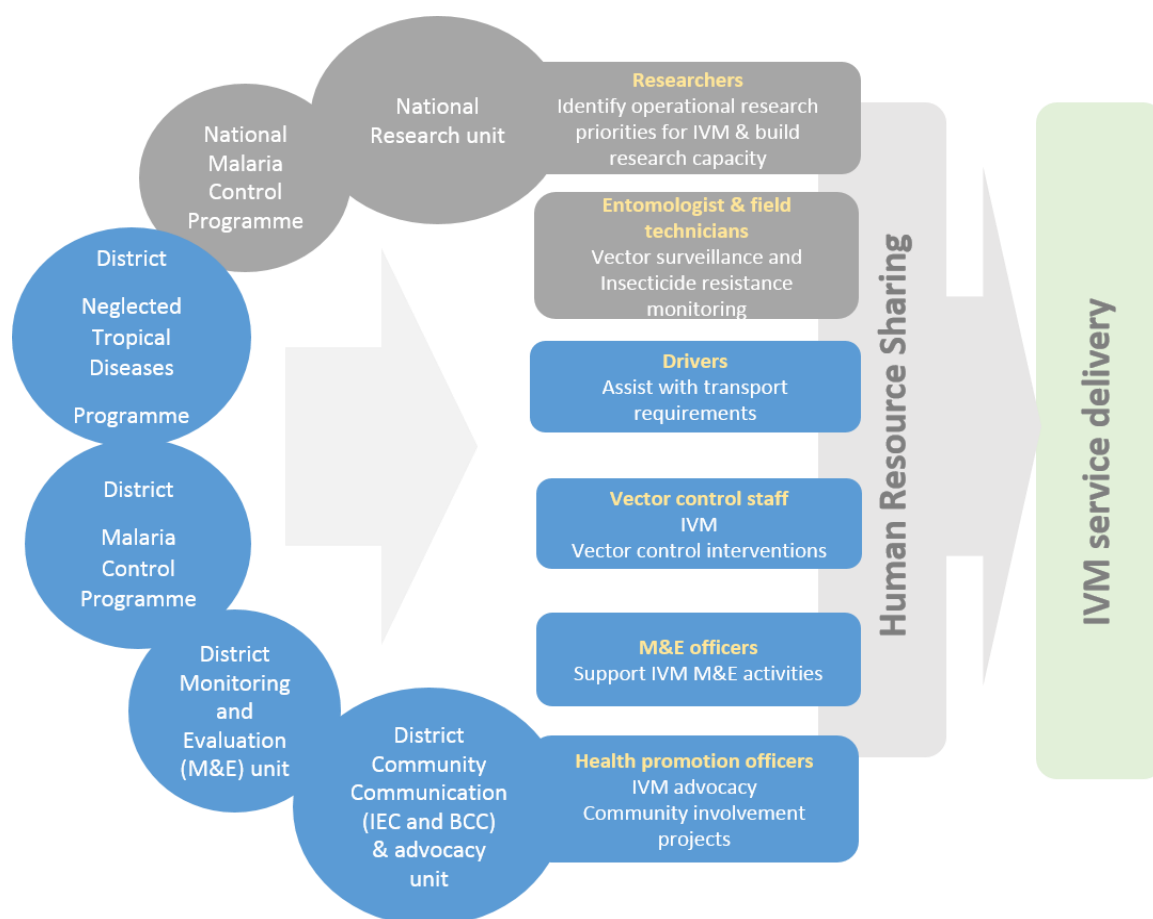 National
Research unit
National
Malaria
Control
Programme
District
Neglected
Tropical
Diseases
Programme
District
Malaria
Control
Programme
District
Monitoring
and
Evaluation
(M&E) unit
District
Community
Communication
(IEC and BCC)
& advocacy
unit
Researchers
Identify operational research
priorities for IVM & build
research capacity
Entomologist & field
technicians
Vector surveillance and
Insecticide resistance
monitoring
Drivers
Assist with transport
requirements
Vector control staff
IVM
Vector control interventions
M&E officers
Support IVM M&E activities
Health promotion officers
IVM advocacy
Community involvement
projects
Human Resource Sharing
IVM service delivery